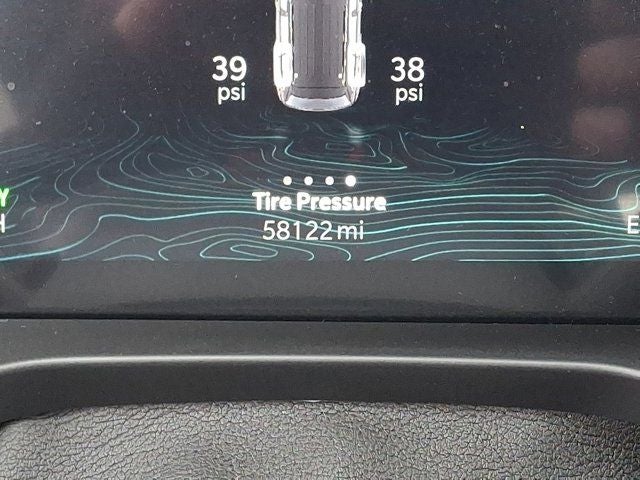 39 38
psi psi
Tire Pressure
58122 mi
Y
H
E